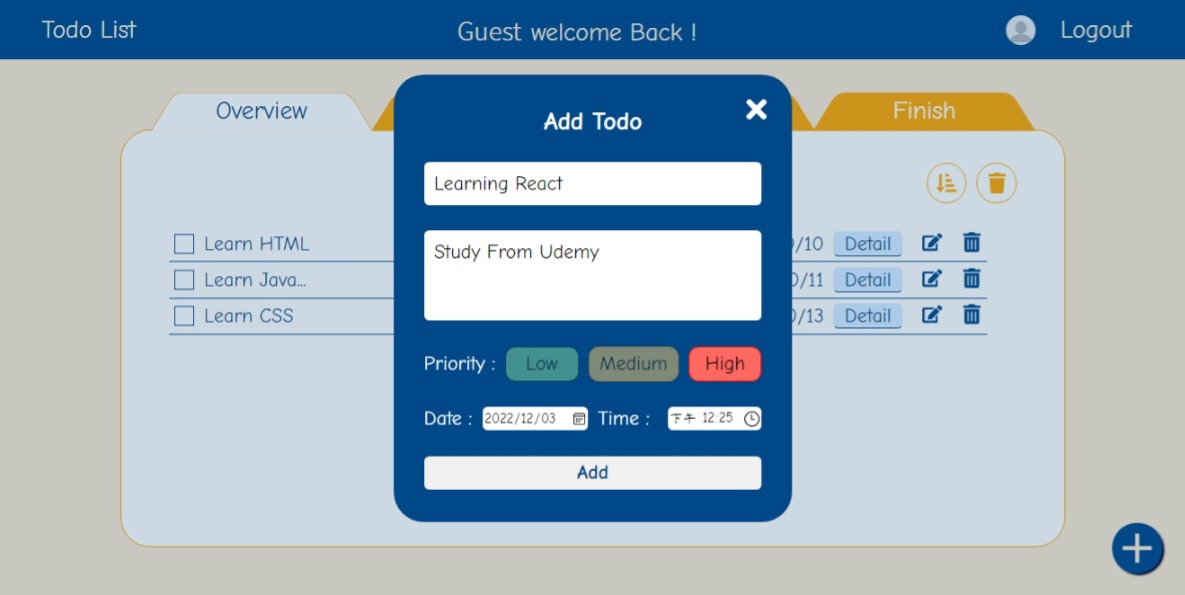 Todo List
Guest welcome Back !
Logout
Overview
Finish
Add Todo
Learning React
Study From Udemy
Priority : Low Medium High
Date : 2022/12/03 Time : 下午 12:25
Add
Learn HTML /10 Detail
Learn Java... /11 Detail
Learn CSS /13 Detail